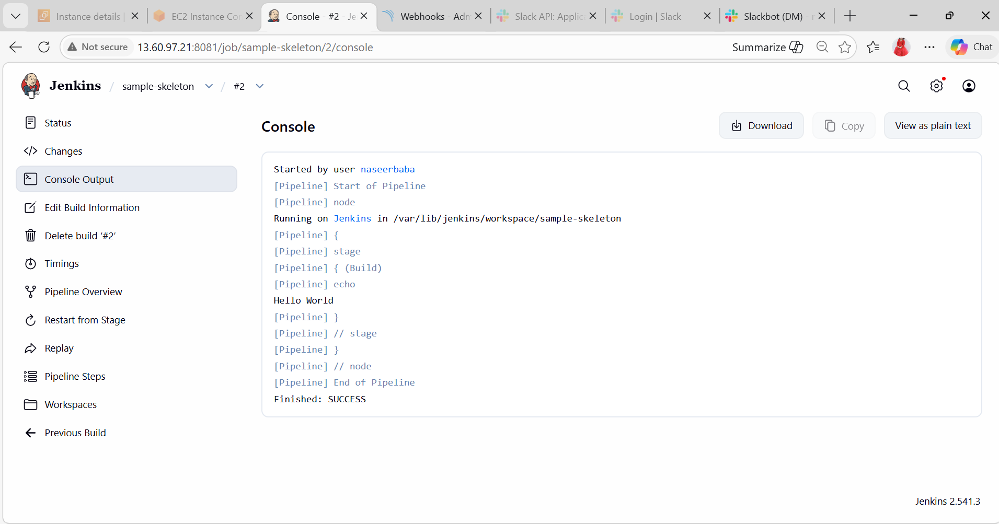 Instance details
EC2 Instance Con
Console - #2 - Je
Webhooks - Adm
Slack API: Applic
Login | Slack
Slackbot (DM) - r
Not secure
13.60.97.21:8081/job/sample-skeleton/2/console
Summarize
Chat
Jenkins / sample-skeleton / #2
Status
Changes
Console Output
Edit Build Information
Delete build ‘#2’
Timings
Pipeline Overview
Restart from Stage
Replay
Pipeline Steps
Workspaces
Previous Build
Console
Download
Copy
View as plain text
Started by user naseerbaba
[Pipeline] Start of Pipeline
[Pipeline] node
Running on Jenkins in /var/lib/jenkins/workspace/sample-skeleton
[Pipeline] {
[Pipeline] stage
[Pipeline] { (Build)
[Pipeline] echo
Hello World
[Pipeline] }
[Pipeline] // stage
[Pipeline] }
[Pipeline] // node
[Pipeline] End of Pipeline
Finished: SUCCESS
Jenkins 2.541.3